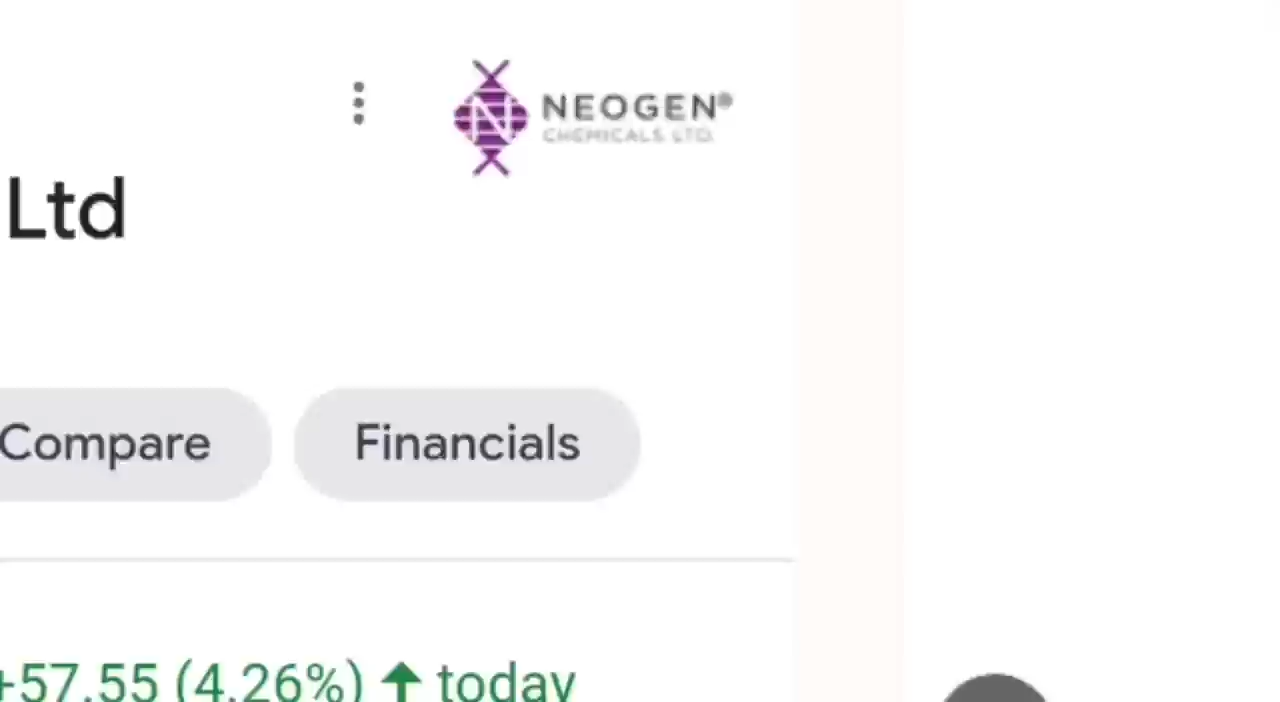 NEOGEN®
CHEMICALS LTD.
Ltd
Compare
Financials
+57.55 (4.26%) ↑ today